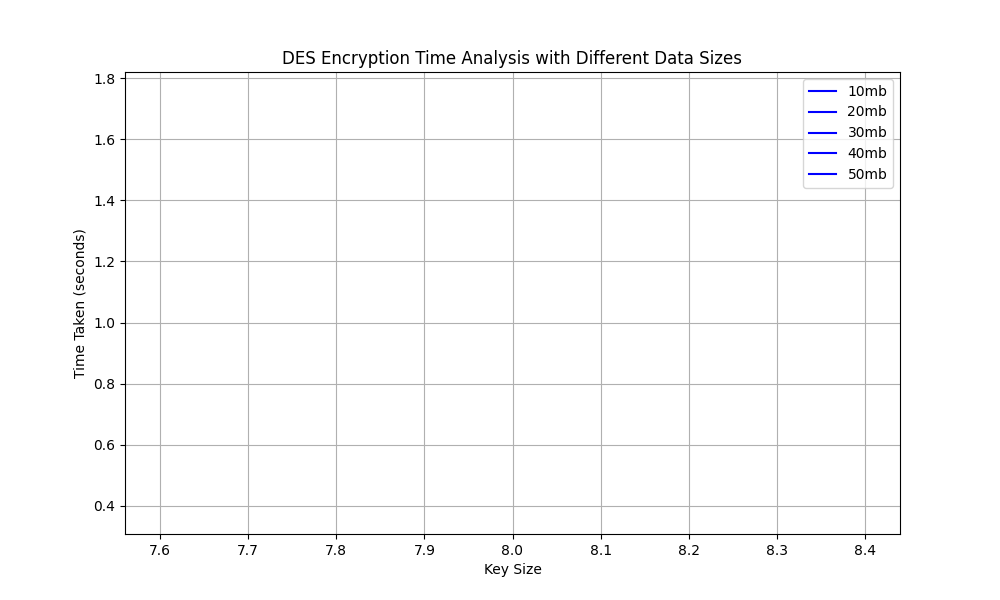 DES Encryption Time Analysis with Different Data Sizes
1.8
1.6
1.4
1.2
1.0
0.8
0.6
0.4
Time Taken (seconds)
10mb
20mb
30mb
40mb
50mb
7.6 7.7 7.8 7.9 8.0 8.1 8.2 8.3 8.4
Key Size